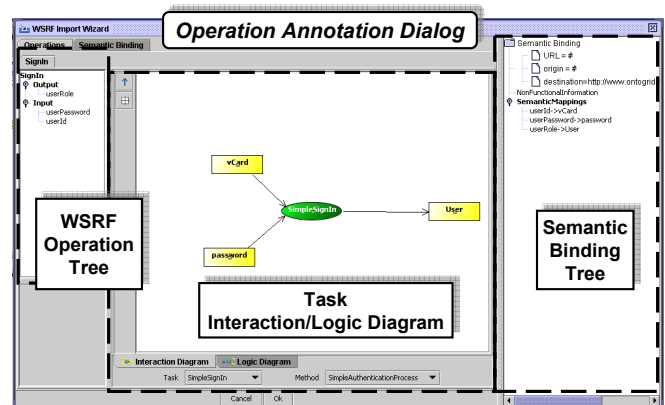 WSRF Import Wizard
Operation Annotation Dialog
Operations Semantic Binding
SignIn
SignIn
Output
userRole
Input
userPassword
userId
vCard
password
SimpleSignIn
User
Semantic Binding
URL = #
origin = #
destination=http://www.ontogrid
NonFunctionalInformation
SemanticMappings
userId->vCard
userPassword->password
userRole->User
WSRF
Operation
Tree
Task
Interaction/Logic Diagram
Semantic
Binding
Tree
Interaction Diagram Logic Diagram
Task SimpleSignIn Method SimpleAuthenticationProcess
Cancel Ok